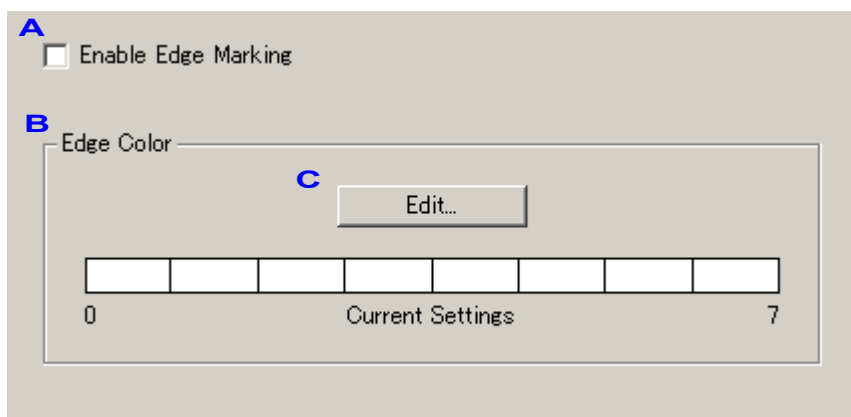 A
Enable Edge Marking
B
Edge Color
C
Edit...
0 Current Settings 7